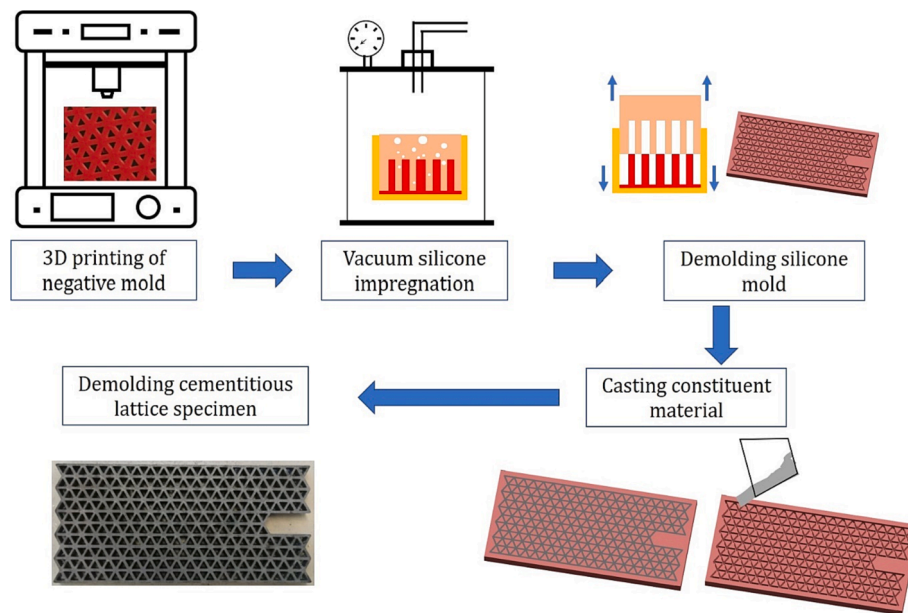 3D printing of
negative mold
Vacuum silicone
impregnation
Demolding silicone
mold
Casting constituent
material
Demolding cementitious
lattice specimen